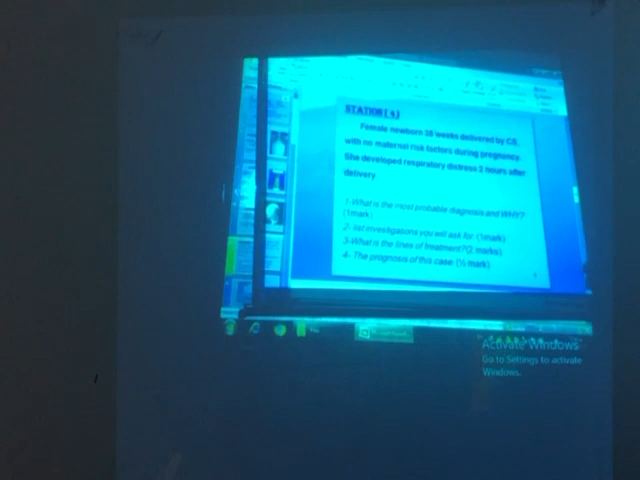 STATION(4)
Female newborn 38 weeks delivered by CS,
with no maternal risk factors during pregnancy.
She developed respiratory distress 2 hours after
delivery
1-What is the most probable diagnosis and WHY?
(1mark)
2- list investigations you will ask for. (1mark)
3-What is the lines of treatment?(2 marks)
4- The prognosis of this case. (½ mark)
Activate Windows
Go to Settings to activate
Windows.